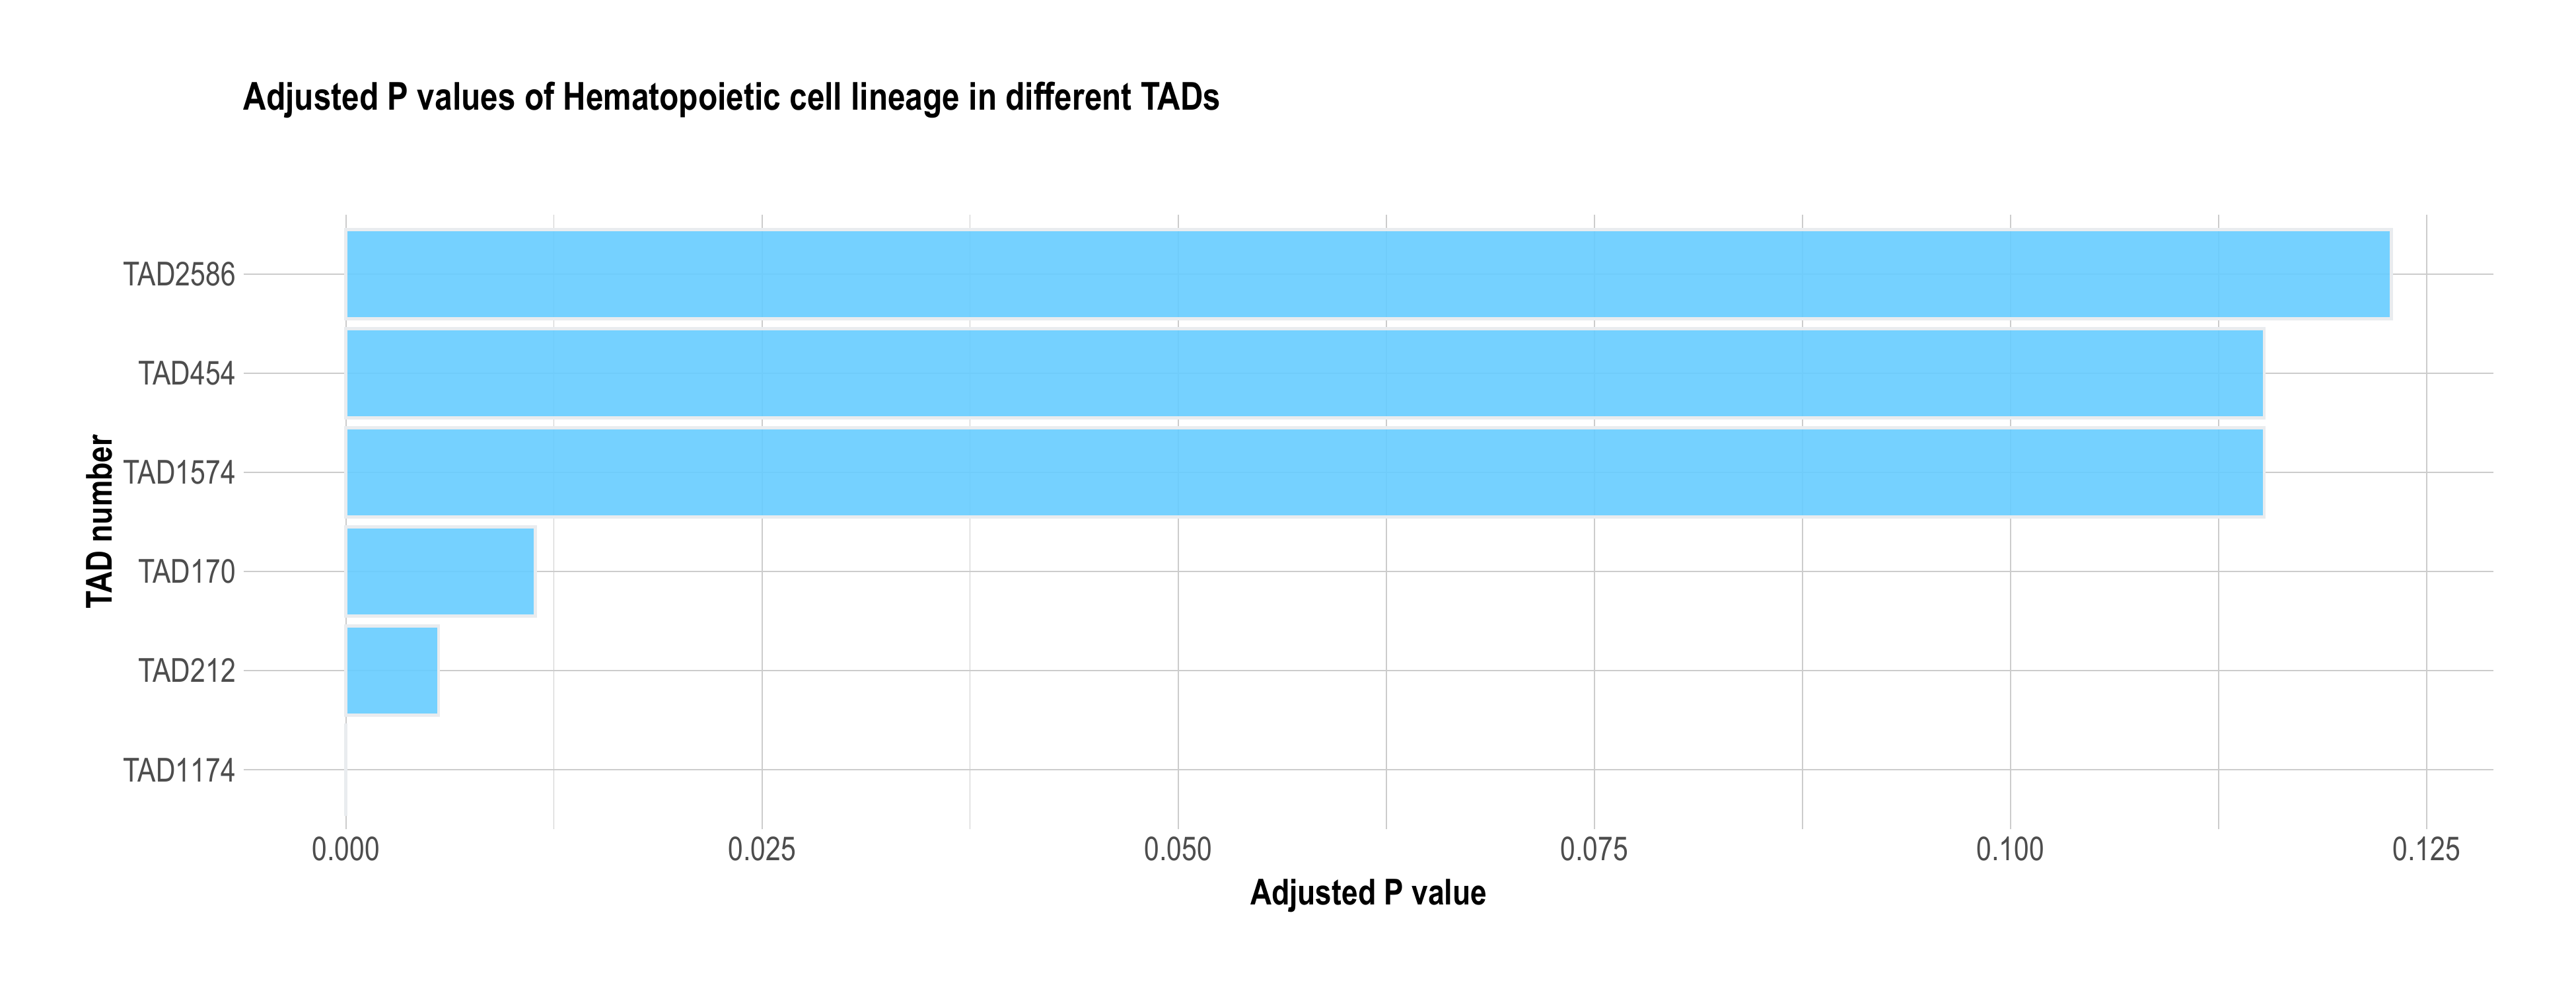 Adjusted P values of Hematopoietic cell lineage in different TADs
TAD number
TAD2586
TAD454
TAD1574
TAD170
TAD212
TAD1174
0.000 0.025 0.050 0.075 0.100 0.125
Adjusted P value